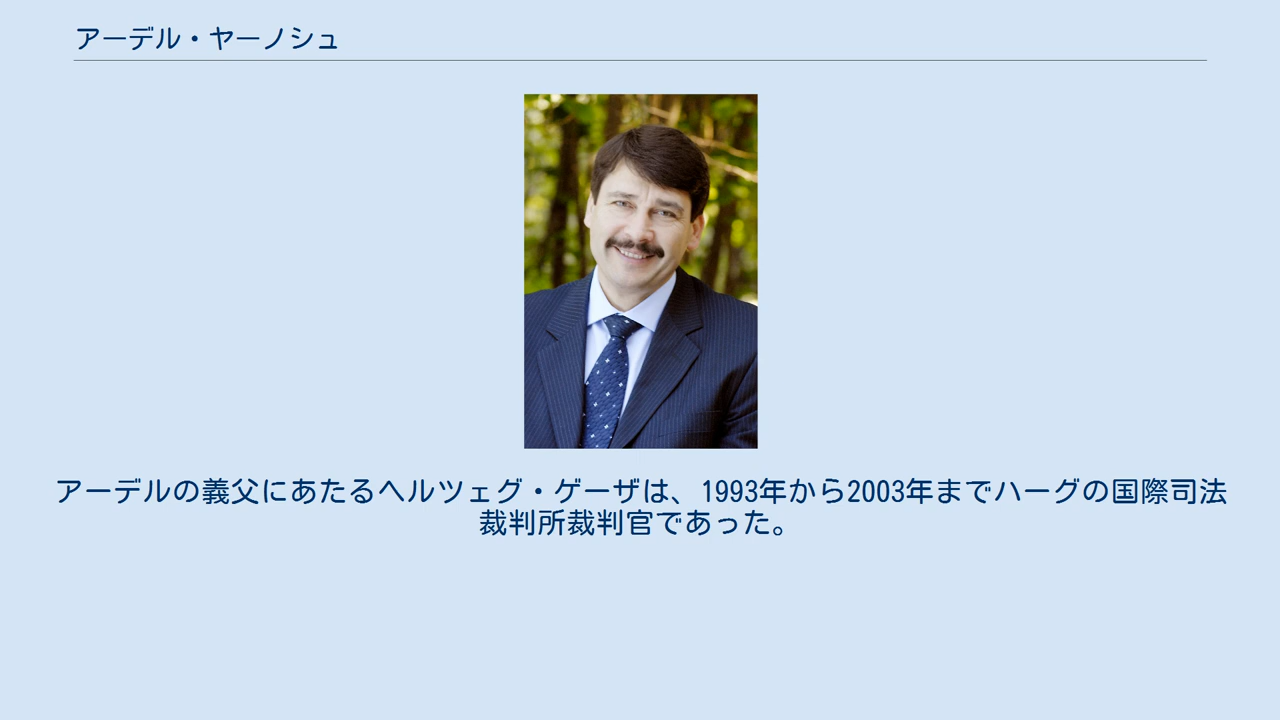 アーデル・ヤーノシュ
アーデルの義父にあたるヘルツェグ・ゲーザは、1993年から2003年までハーグの国際司法
裁判所裁判官であった。